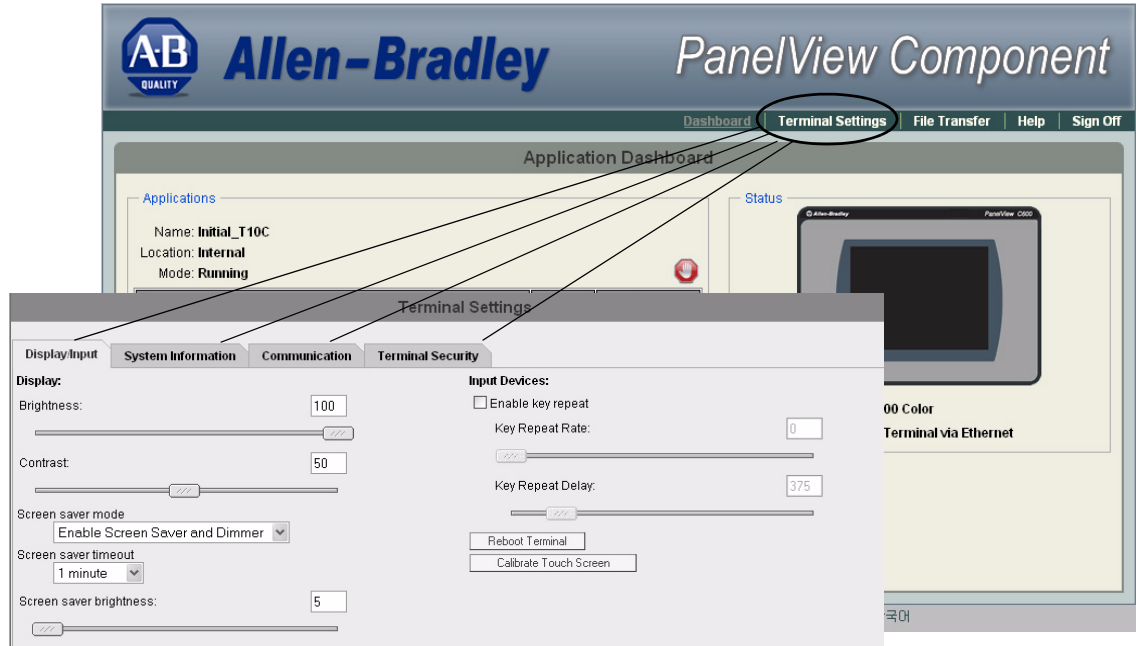 A·B
QUALITY
Allen-Bradley
PanelView Component
Dashboard | Terminal Settings | File Transfer | Help | Sign Off
Application Dashboard
Applications
Name: Initial_T10C
Location: Internal
Mode: Running
Status
Allen-Bradley
PanelView C600
00 Color
Terminal via Ethernet
국어
Terminal Settings
Display/Input
System Information
Communication
Terminal Security
Display:
Brightness: 100
Contrast: 50
Screen saver mode
Enable Screen Saver and Dimmer
Screen saver timeout
1 minute
Screen saver brightness: 5
Input Devices:
Enable key repeat
Key Repeat Rate: 0
Key Repeat Delay: 375
Reboot Terminal
Calibrate Touch Screen